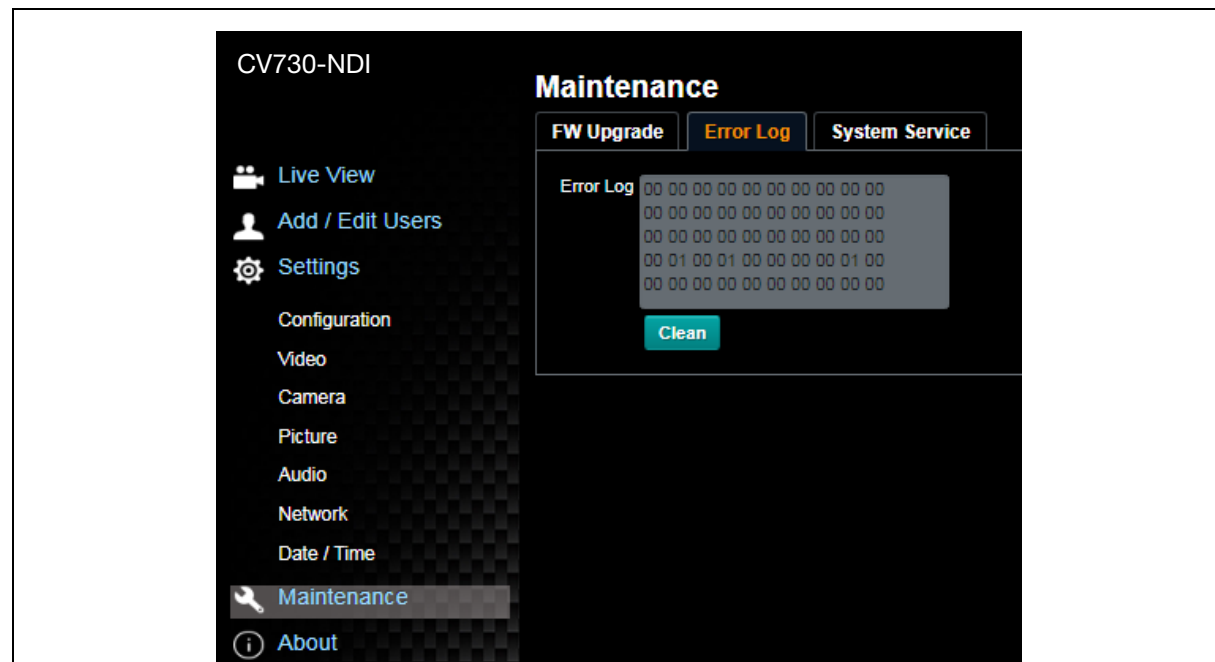 CV730-NDI
Maintenance
FW Upgrade Error Log System Service
Live View
Add / Edit Users
Settings
Configuration
Video
Camera
Picture
Audio
Network
Date / Time
Maintenance
About
Error Log
00 00 00 00 00 00 00 00 00 00
00 00 00 00 00 00 00 00 00 00
00 00 00 00 00 00 00 00 00 00
00 01 00 01 00 00 00 00 01 00
00 00 00 00 00 00 00 00 00 00
Clean